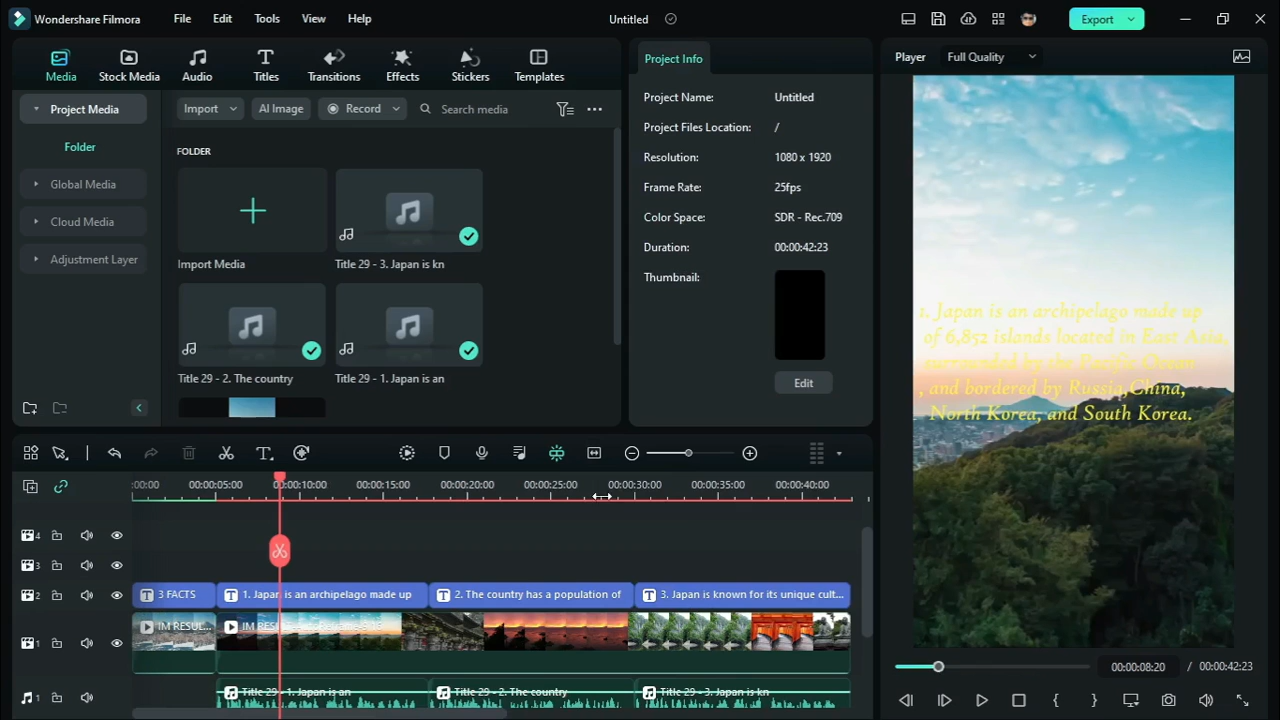 Wondershare Filmora
File
Edit
Tools
View
Help
Untitled
Export
Media
Stock Media
Audio
Titles
Transitions
Effects
Stickers
Templates
Project Media
Folder
Global Media
Cloud Media
Adjustment Layer
Import
AI Image
Record
Search media
FOLDER
Import Media
Title 29 - 3. Japan is kn
Title 29 - 2. The country
Title 29 - 1. Japan is an
Project Info
Project Name:
Untitled
Project Files Location:
/
Resolution:
1080 x 1920
Frame Rate:
25fps
Color Space:
SDR - Rec.709
Duration:
00:00:42:23
Thumbnail:
Edit
Player
Full Quality
1. Japan is an archipelago made up
of 6,852 islands located in East Asia,
surrounded by the Pacific Ocean
, and bordered by Russia,China,
North Korea, and South Korea.
00:00:08:20
/ 00:00:42:23
:00:00
00:00:05:00
00:00:10:00
00:00:15:00
00:00:20:00
00:00:25:00
00:00:30:00
00:00:35:00
00:00:40:00
4
3
2
3 FACTS
1. Japan is an archipelago made up
2. The country has a population of
3. Japan is known for its unique cult...
1
IM RESUL...
1
Title 29 - 1. Japan is an
Title 29 - 2. The country
Title 29 - 3. Japan is kn